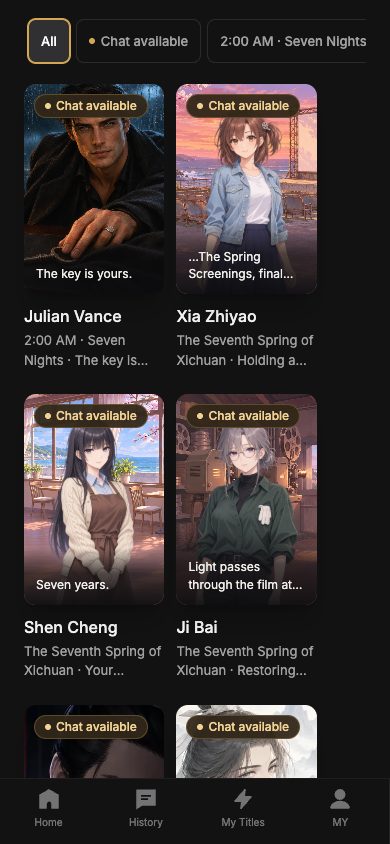 All
Chat available
2:00 AM · Seven Nights
Chat available
Chat available
The key is yours.
...The Spring
Screenings, final...
Julian Vance
Xia Zhiyao
2:00 AM · Seven
Nights · The key is...
The Seventh Spring of
Xichuan · Holding a...
Chat available
Chat available
Seven years.
Light passes
through the film at...
Shen Cheng
Ji Bai
The Seventh Spring of
Xichuan · Your...
The Seventh Spring of
Xichuan · Restoring...
Chat available
Chat available
Home
History
My Titles
MY